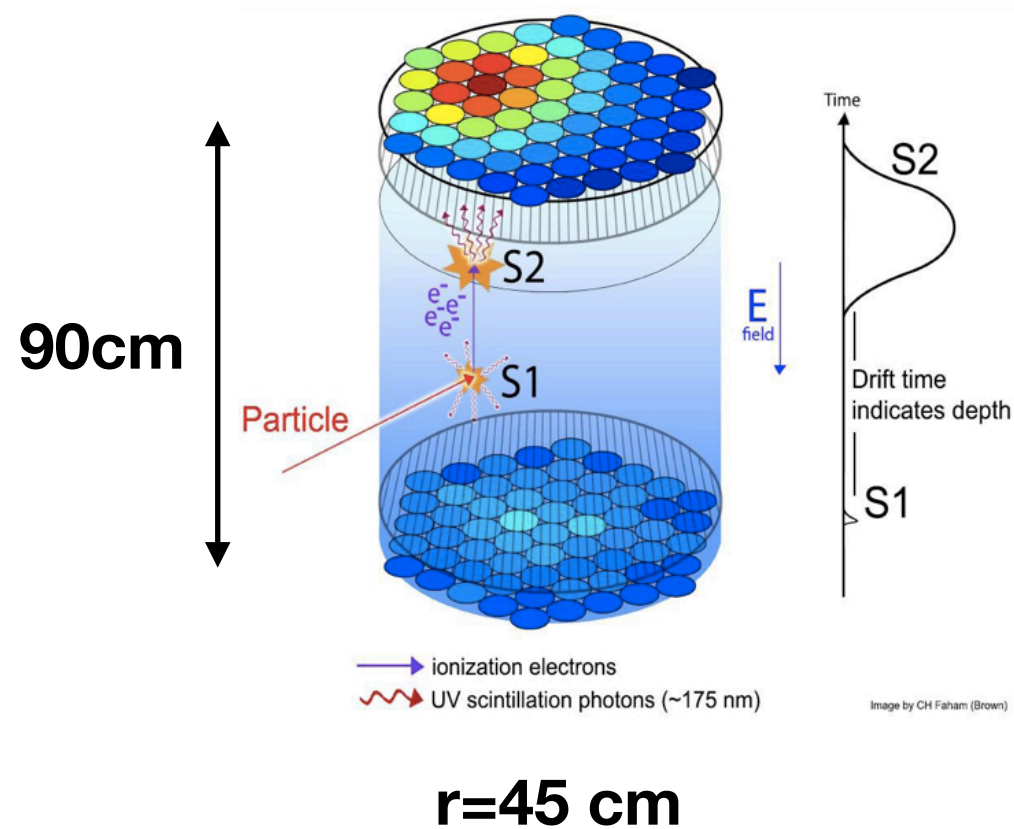 Time
S2
S2
e-
e-
e-
e-
E
field
90cm
S1
Drift time
indicates depth
Particle
S1
ionization electrons
UV scintillation photons (~175 nm)
Image by CH Faham (Brown)
r=45 cm